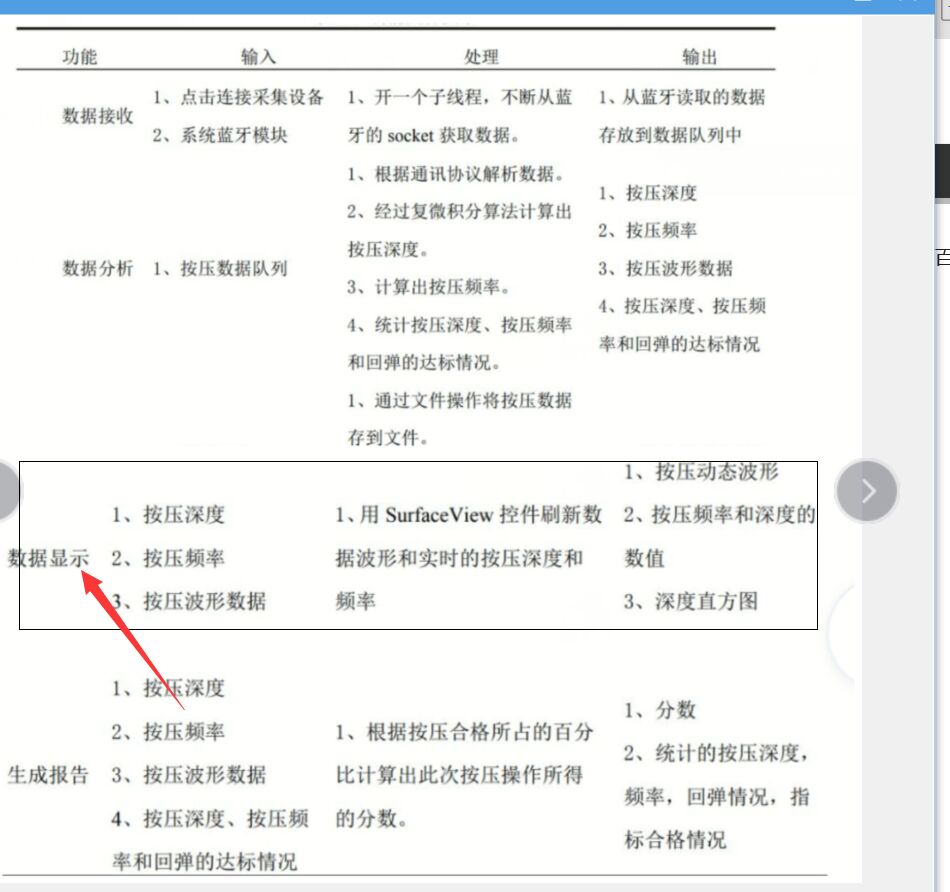 功能 输入 处理 输出
数据接收
1、点击连接采集设备
2、系统蓝牙模块
1、开一个子线程，不断从蓝
牙的 socket 获取数据。
1、从蓝牙读取的数据
存放到数据队列中
数据分析
1、按压数据队列
1、根据通讯协议解析数据。
2、经过复微积分算法计算出
按压深度。
3、计算出按压频率。
4、统计按压深度、按压频率
和回弹的达标情况。
1、通过文件操作将按压数据
存到文件。
1、按压深度
2、按压频率
3、按压波形数据
4、按压深度、按压频
率和回弹的达标情况
数据显示
1、按压深度
2、按压频率
3、按压波形数据
1、用 SurfaceView 控件刷新数
据波形和实时的按压深度和
频率
1、按压动态波形
2、按压频率和深度的
数值
3、深度直方图
生成报告
1、按压深度
2、按压频率
3、按压波形数据
4、按压深度、按压频
率和回弹的达标情况
1、根据按压合格所占的百分
比计算出此次按压操作所得
的分数。
1、分数
2、统计的按压深度，
频率，回弹情况，指
标合格情况
百